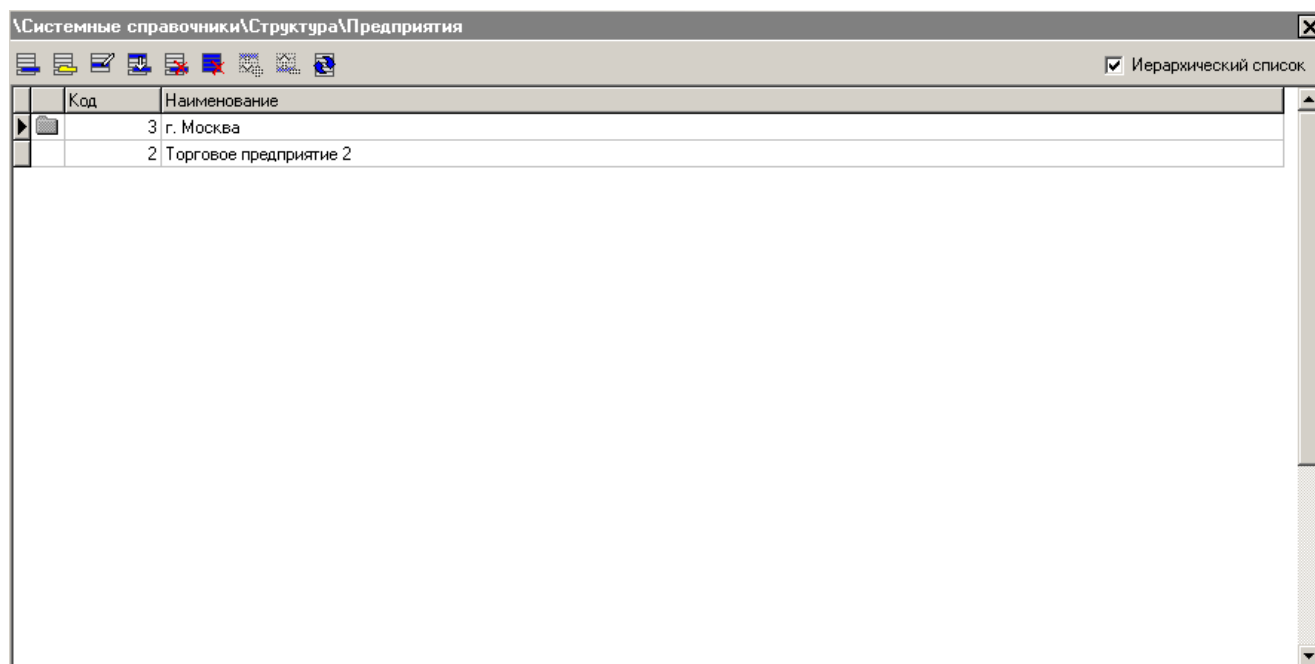 \Системные справочники\Структура\Предприятия
Иерархический список
Код Наименование
3 г. Москва
2 Торговое предприятие 2